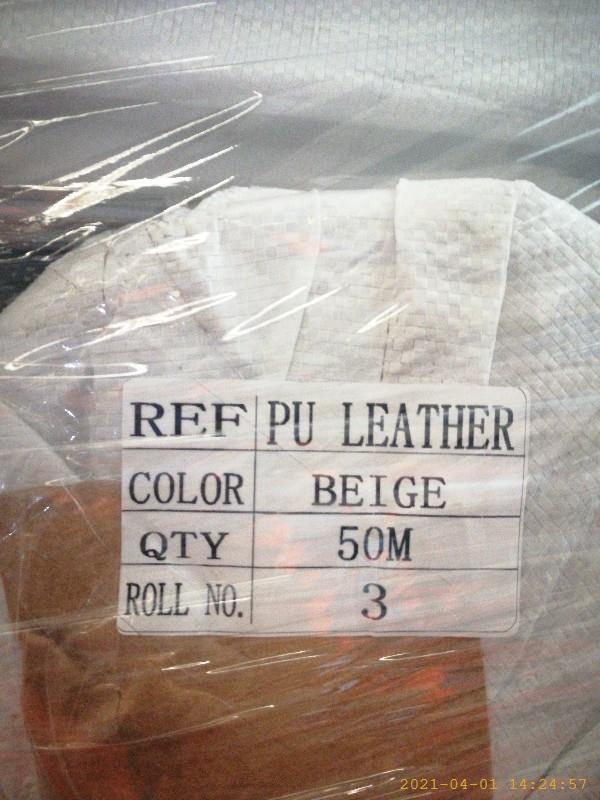 REF PU LEATHER
COLOR BEIGE
QTY 50M
ROLL NO. 3
2021-04-01 14:24:57